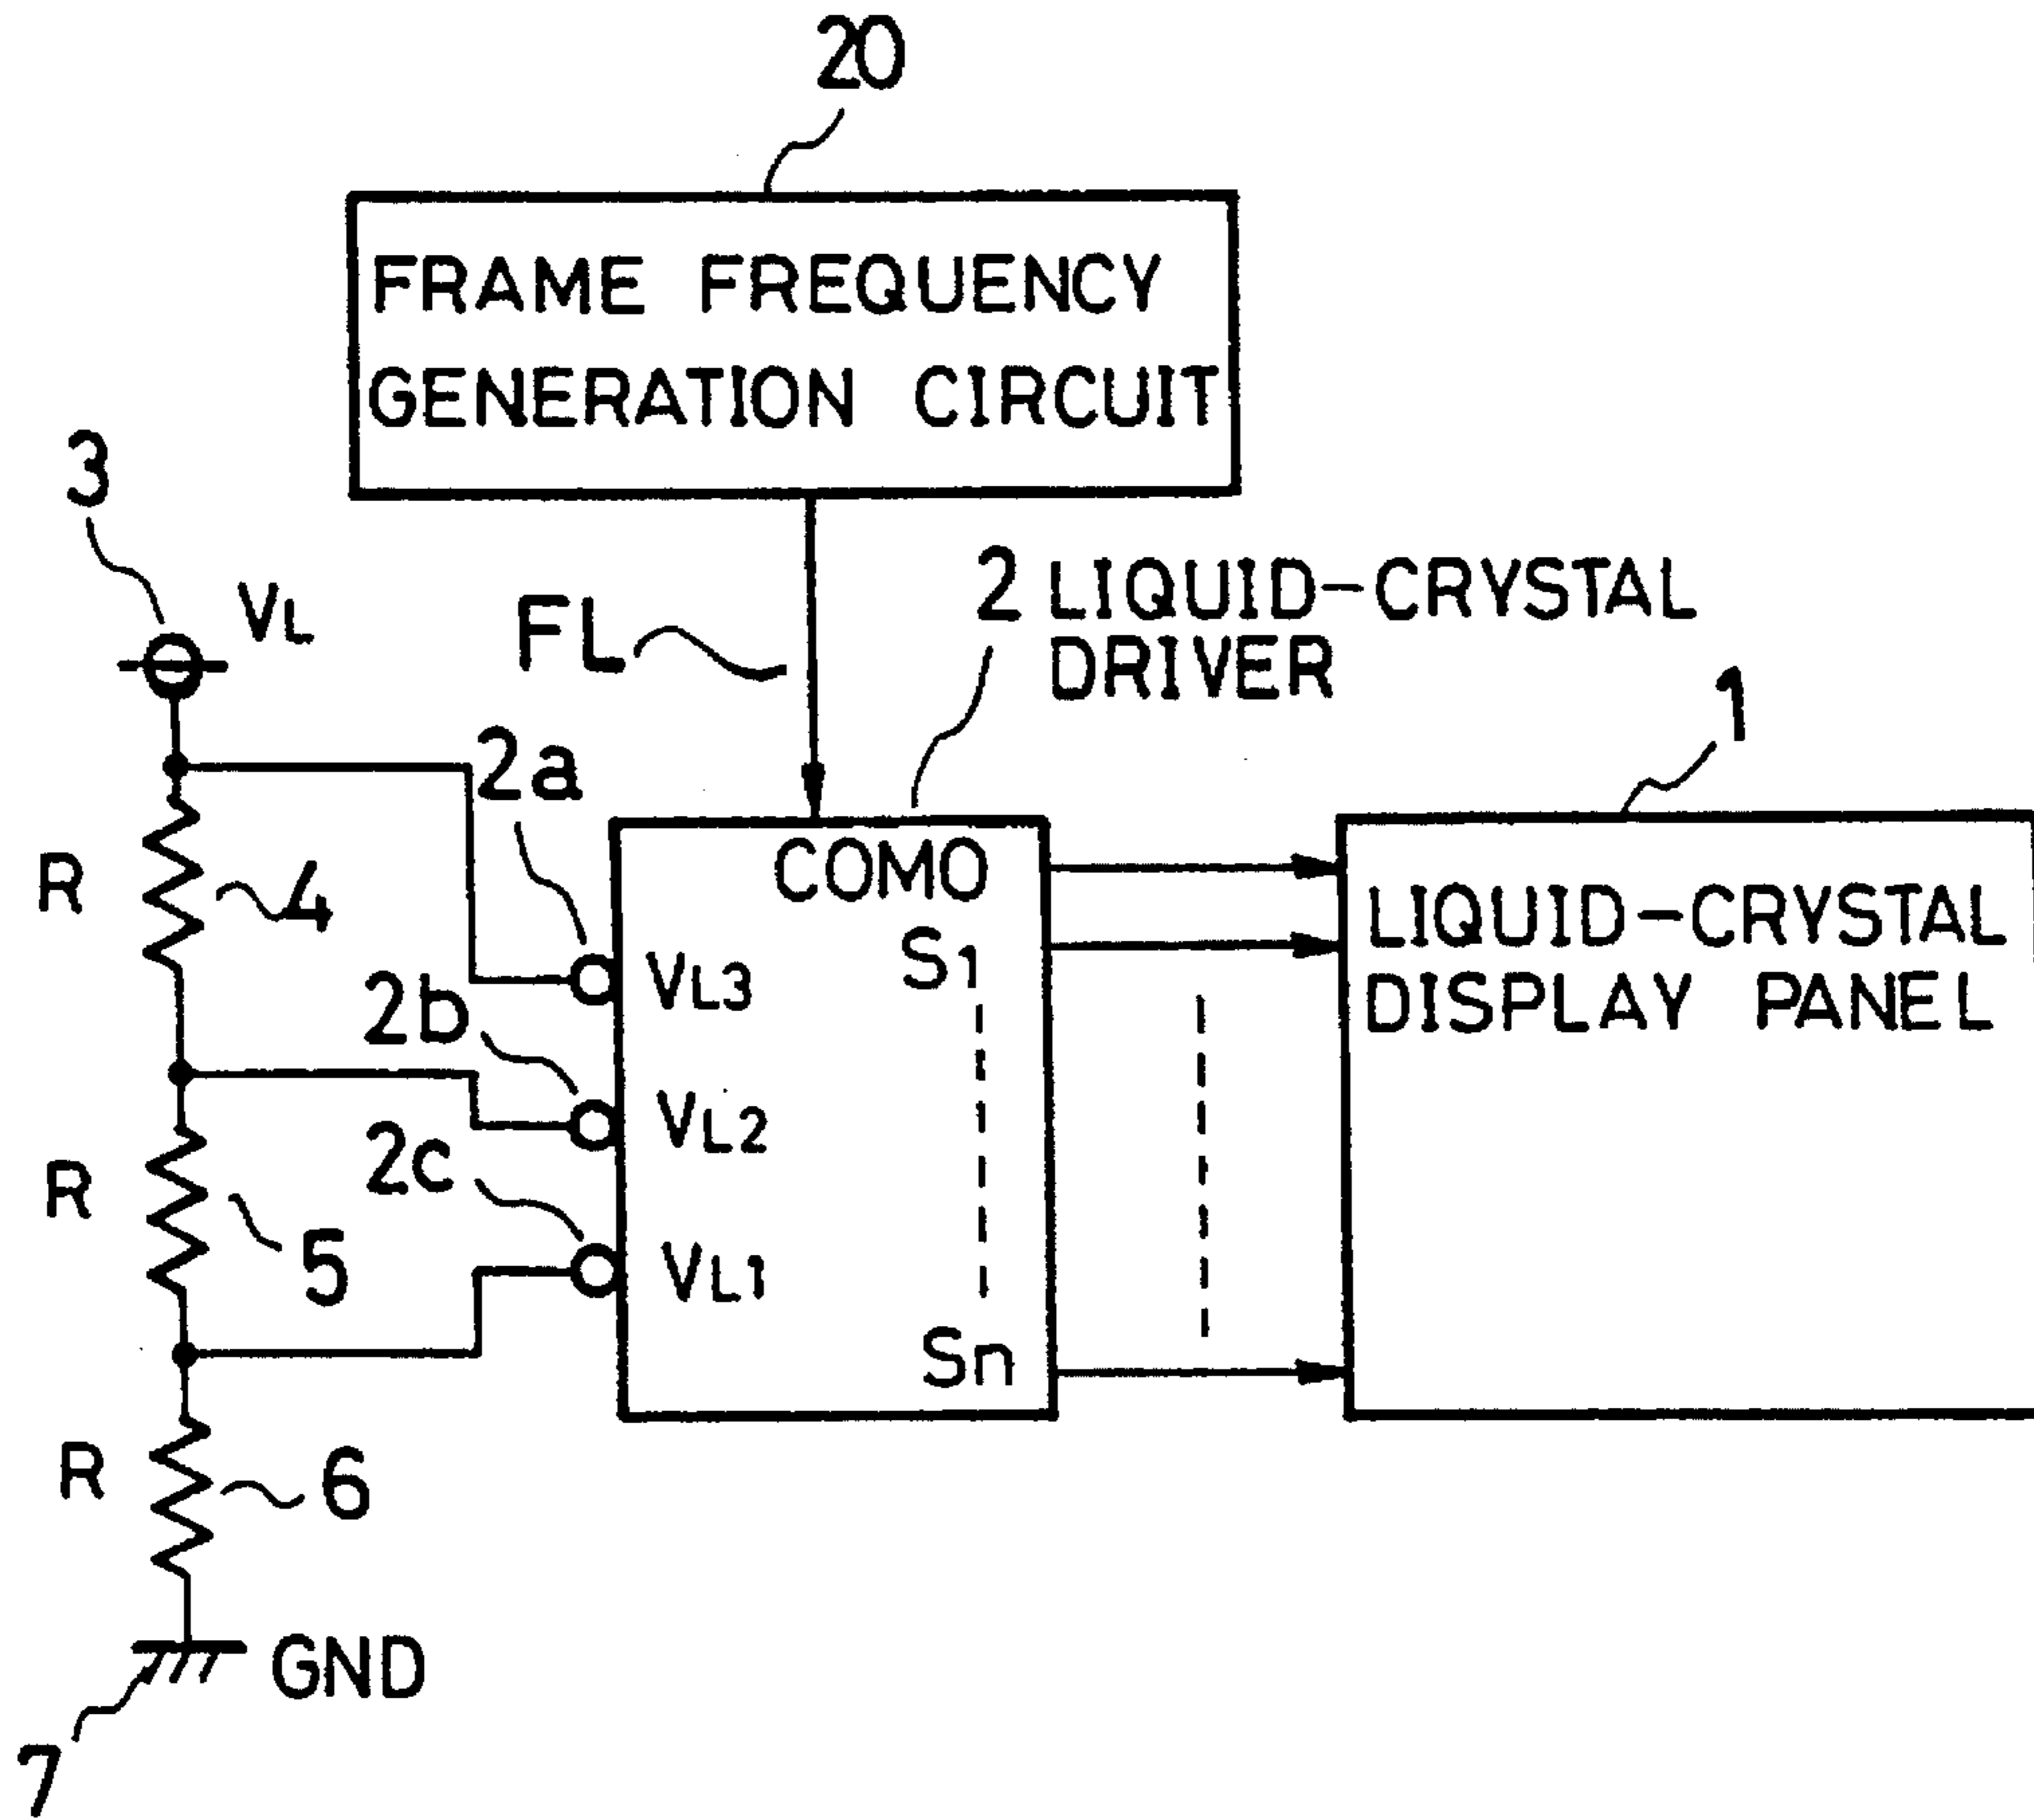 20
FRAME FREQUENCY
GENERATION CIRCUIT
3
VL
FL
2 LIQUID-CRYSTAL
DRIVER
1
2a
R
4
COMO
LIQUID-CRYSTAL
DISPLAY PANEL
S1
VL3
2b
VL2
2c
R
5
VL1
Sn
R
6
GND
7